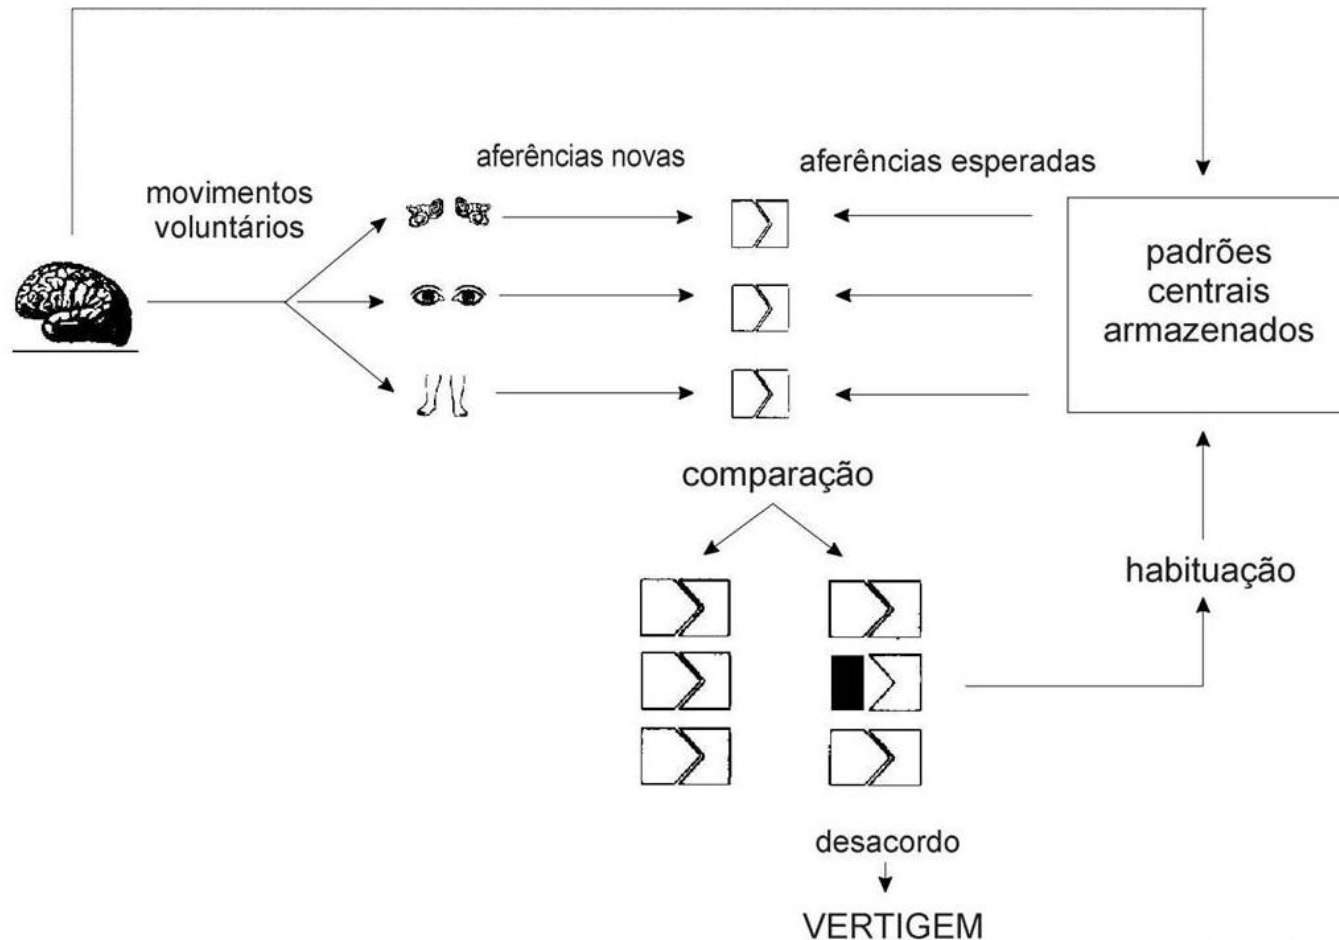 aferências novas
aferências esperadas
movimentos
voluntários
padrões
centrais
armazenados
comparação
habituação
desacordo
VERTIGEM